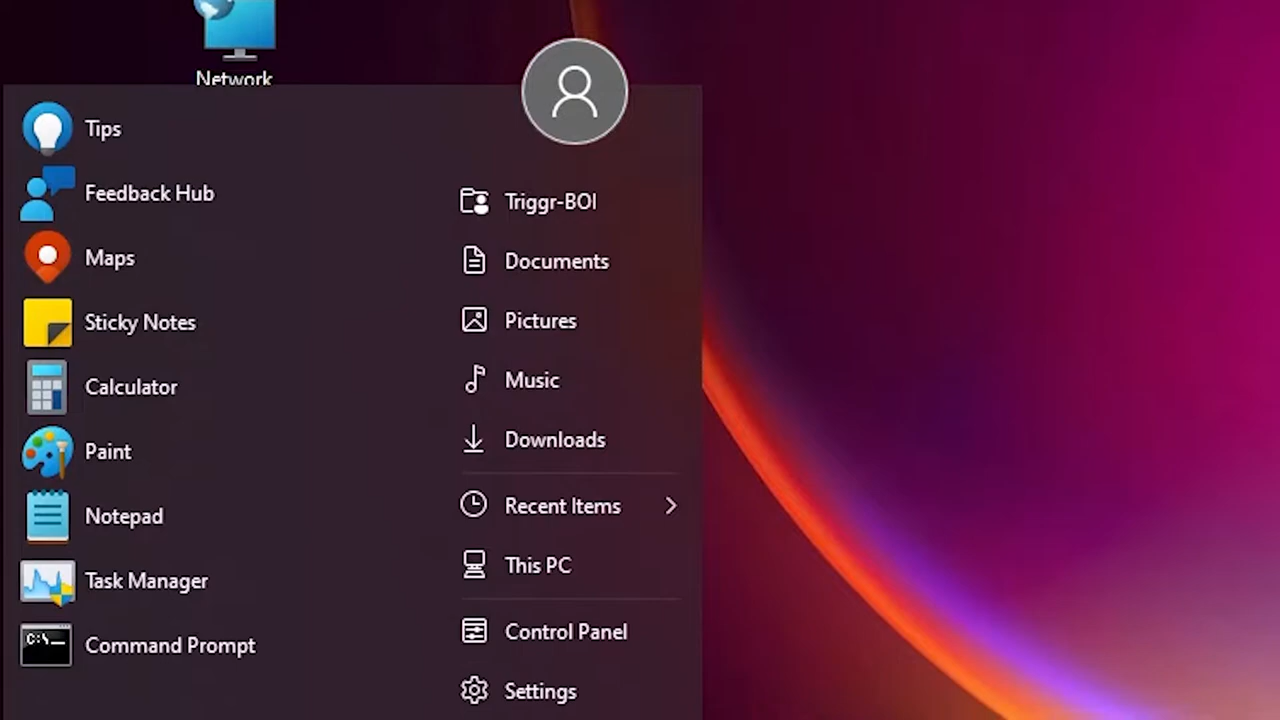 Network
Tips
Feedback Hub
Maps
Sticky Notes
Calculator
Paint
Notepad
Task Manager
C:\
Command Prompt
Triggr-BOI
Documents
Pictures
Music
Downloads
Recent Items
This PC
Control Panel
Settings